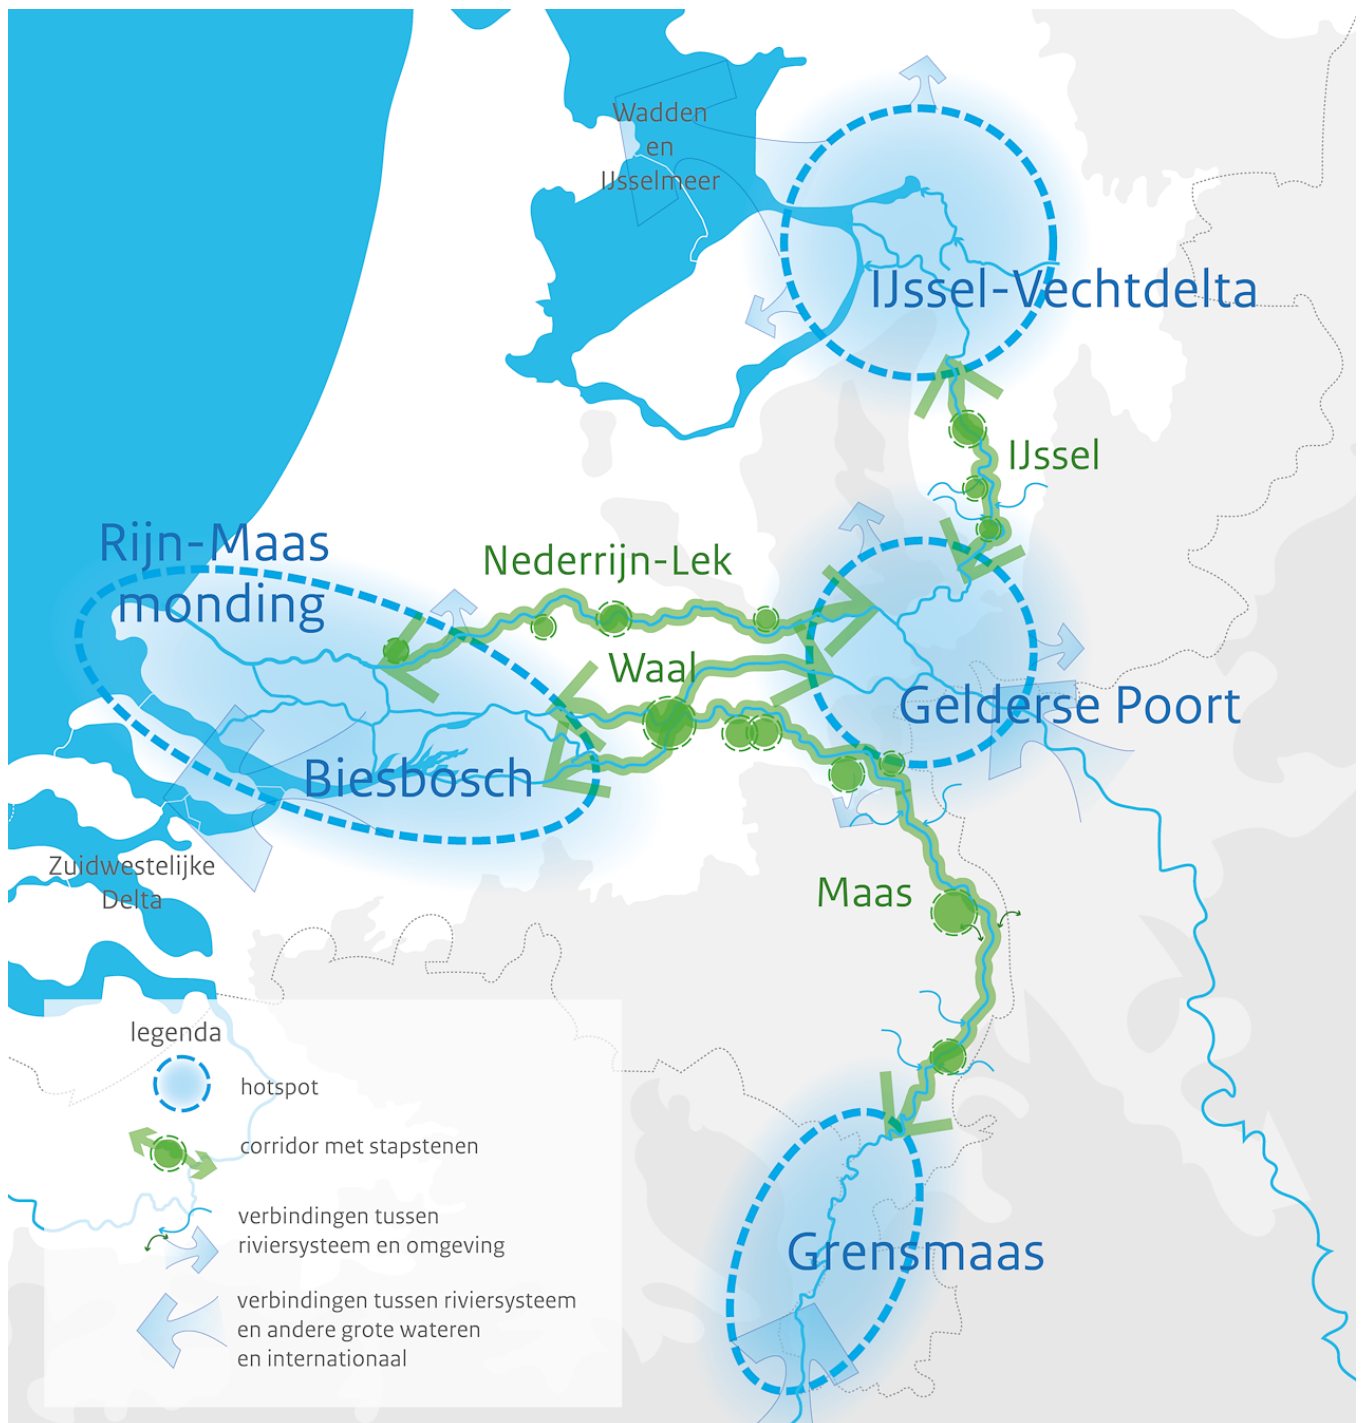 Wadden
en
IJsselmeer
IJssel-Vechtdelta
IJssel
Rijn-Maas
monding
Nederrijn-Lek
Waal
Gelderse Poort
Biesbosch
Zuidwestelijke
Delta
Maas
legenda
hotspot
corridor met stapstenen
verbindingen tussen
riviersysteem en omgeving
verbindingen tussen riviersysteem
en andere grote wateren
en internationaal
Grensmaas